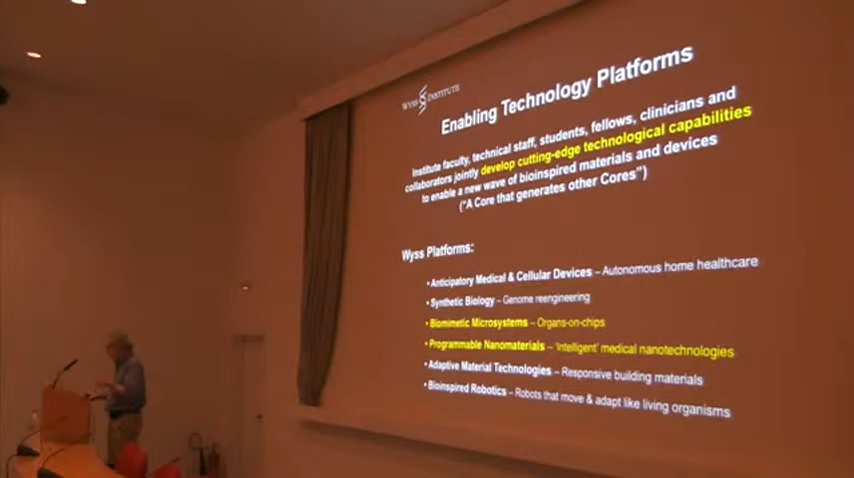 WYSS INSTITUTE
Enabling Technology Platforms
Institute faculty, technical staff, students, fellows, clinicians and
collaborators jointly develop cutting-edge technological capabilities
to enable a new wave of bioinspired materials and devices
("A Core that generates other Cores")
Wyss Platforms:
• Anticipatory Medical & Cellular Devices – Autonomous home healthcare
• Synthetic Biology – Genome reengineering
• Biomimetic Microsystems – Organs-on-chips
• Programmable Nanomaterials – 'Intelligent' medical nanotechnologies
• Adaptive Material Technologies – Responsive building materials
• Bioinspired Robotics – Robots that move & adapt like living organisms